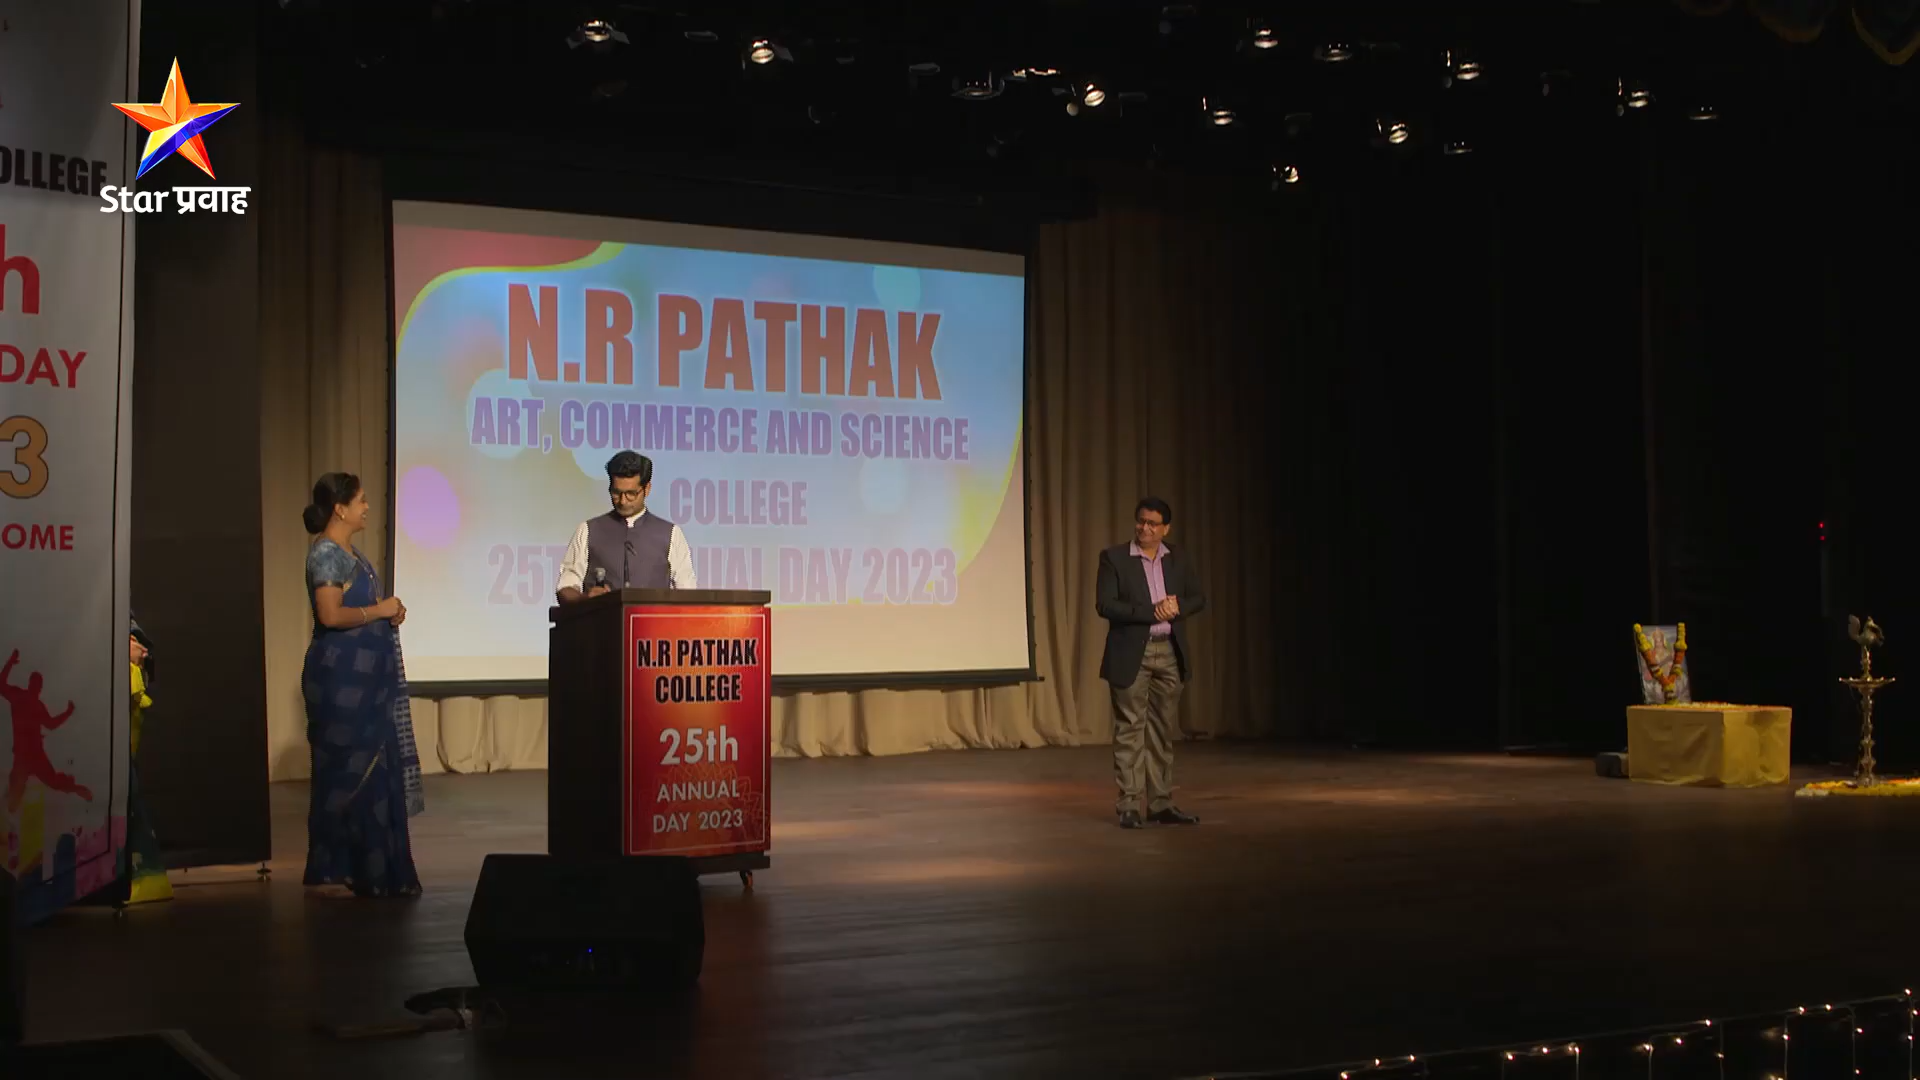 Star प्रवाह
OLLEGE
h
DAY
3
OME
N.R PATHAK
ART, COMMERCE AND SCIENCE
COLLEGE
25T UAL DAY 2023
N.R PATHAK
COLLEGE
25th
ANNUAL
DAY 2023